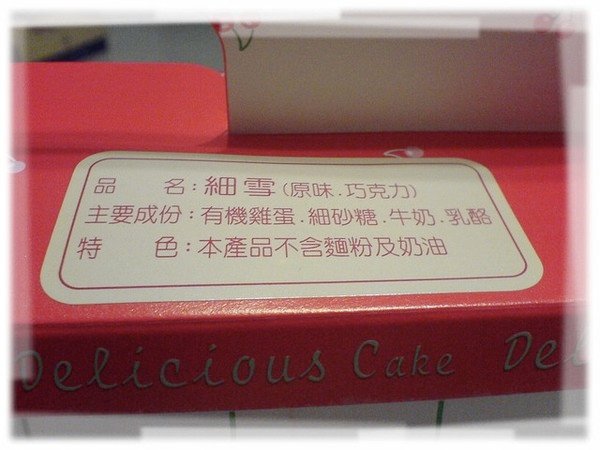 品　　名：細雪(原味.巧克力)
主要成份：有機雞蛋.細砂糖.牛奶.乳酪
特　　色：本產品不含麵粉及奶油
Delicious Cake Del